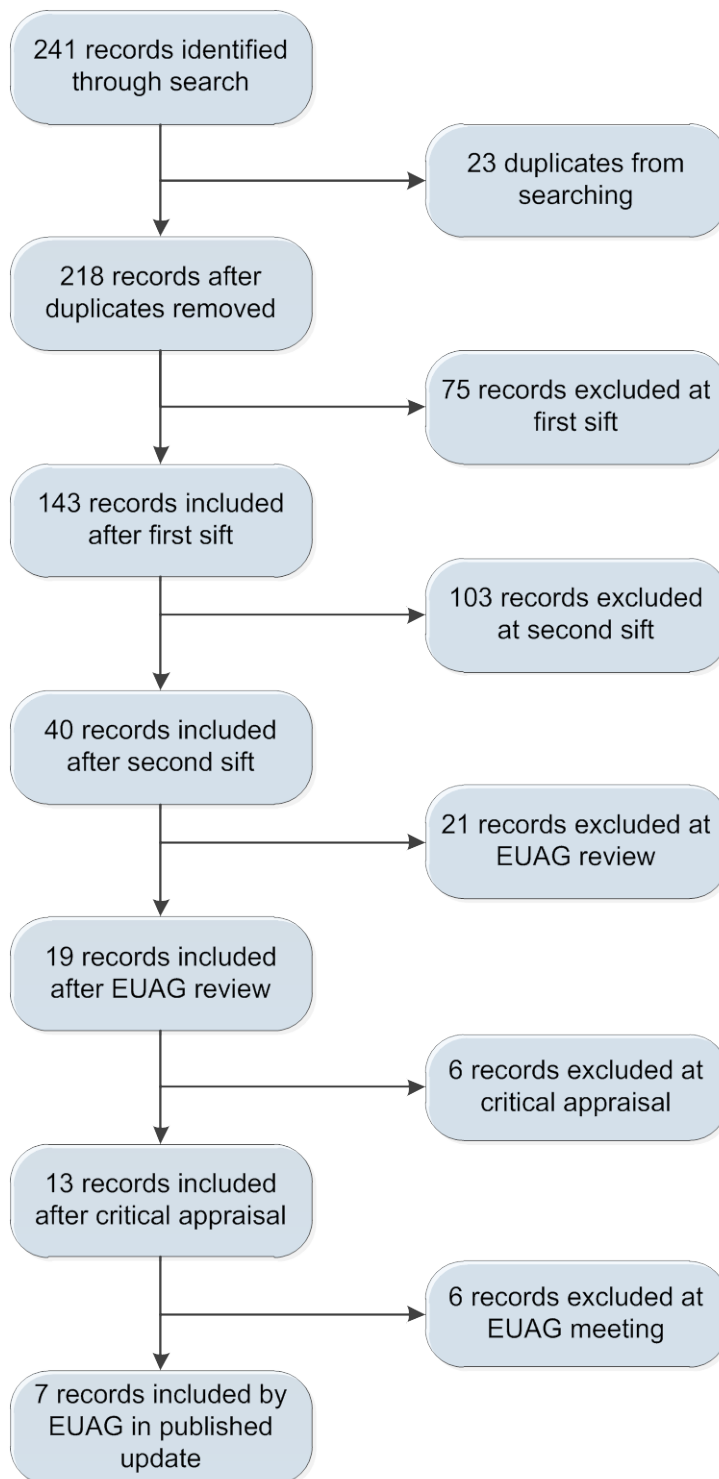 241 records identified
through search
23 duplicates from
searching
218 records after
duplicates removed
75 records excluded at
first sift
143 records included
after first sift
103 records excluded
at second sift
40 records included
after second sift
21 records excluded at
EUAG review
19 records included
after EUAG review
6 records excluded at
critical appraisal
13 records included
after critical appraisal
6 records excluded at
EUAG meeting
7 records included by
EUAG in published
update